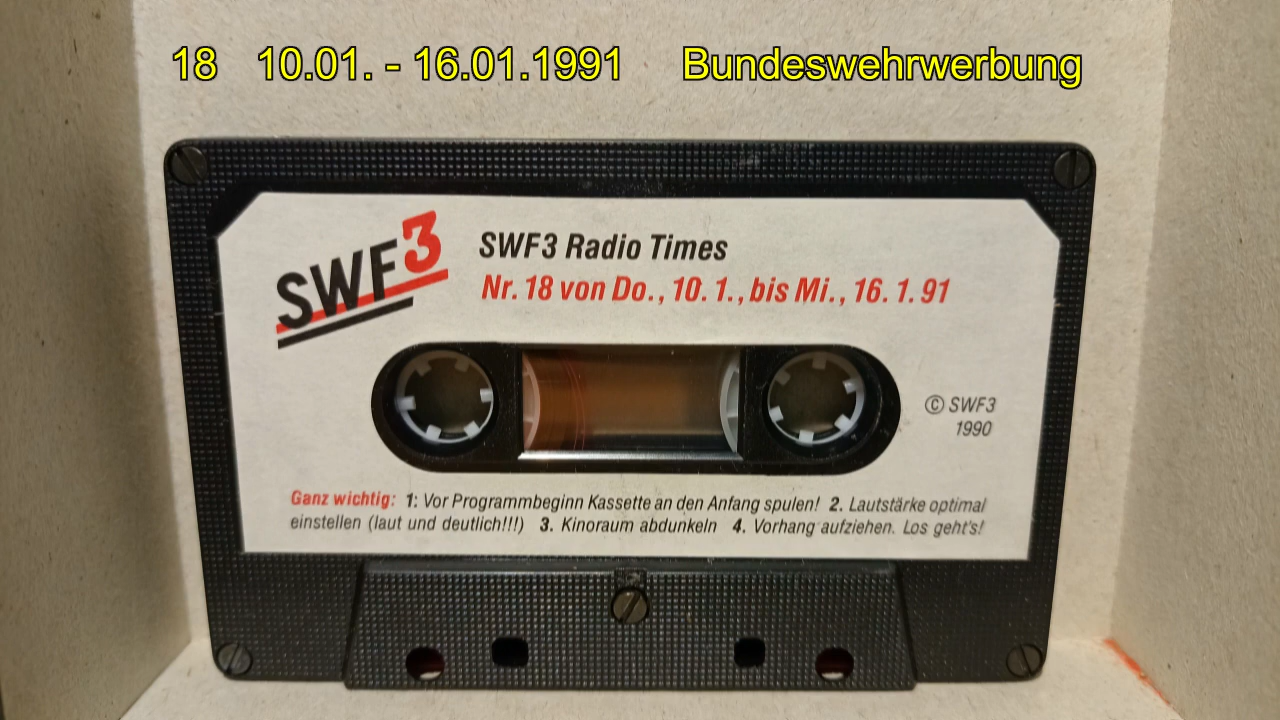 18 10.01. - 16.01.1991 Bundeswehrwerbung
SWF3
SWF3 Radio Times
Nr. 18 von Do., 10. 1., bis Mi., 16. 1. 91
© SWF3
1990
Ganz wichtig: 1: Vor Programmbeginn Kassette an den Anfang spulen! 2. Lautstärke optimal
einstellen (laut und deutlich!!!) 3. Kinoraum abdunkeln 4. Vorhang aufziehen. Los geht's!